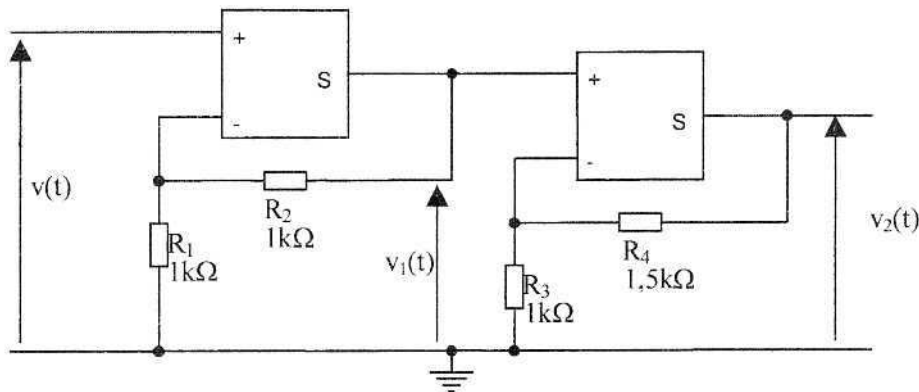 +
S
-
+
S
-
v(t)
R₁
1kΩ
R₂
1kΩ
v₁(t)
R₃
1kΩ
R₄
1,5kΩ
v₂(t)